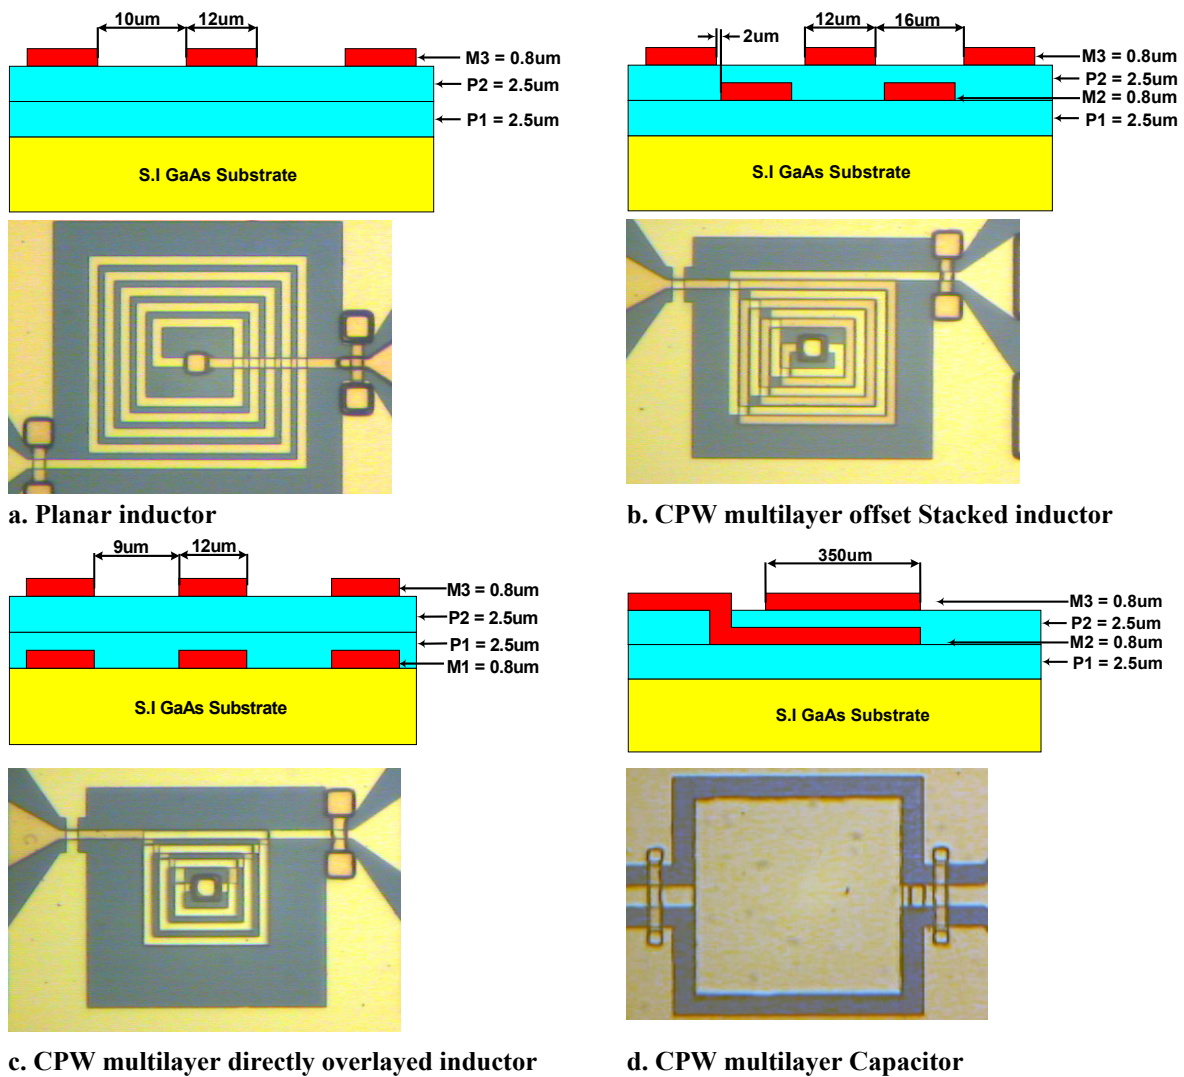 10um
12um
M3 = 0.8um
P2 = 2.5um
P1 = 2.5um
S.I GaAs Substrate
a. Planar inductor
12um
16um
2um
M3 = 0.8um
P2 = 2.5um
M2 = 0.8um
P1 = 2.5um
S.I GaAs Substrate
b. CPW multilayer offset Stacked inductor
9um
12um
M3 = 0.8um
P2 = 2.5um
P1 = 2.5um
M1 = 0.8um
S.I GaAs Substrate
c. CPW multilayer directly overlayed inductor
350um
M3 = 0.8um
P2 = 2.5um
M2 = 0.8um
P1 = 2.5um
S.I GaAs Substrate
d. CPW multilayer Capacitor